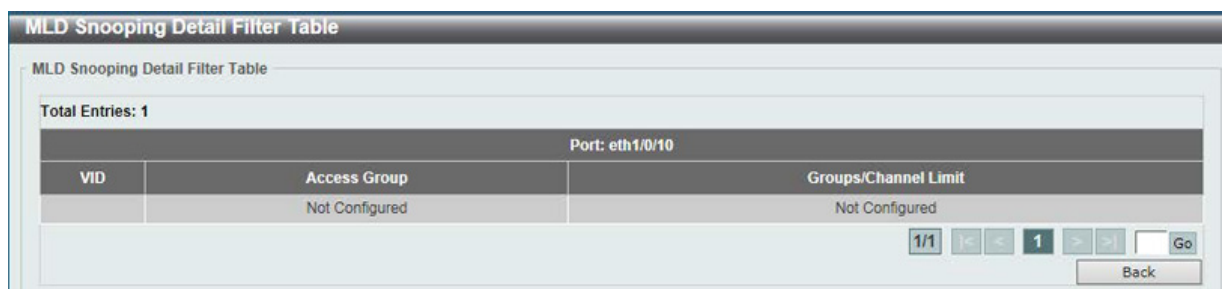 MLD Snooping Detail Filter Table
MLD Snooping Detail Filter Table
Total Entries: 1
Port: eth1/0/10
VID Access Group Groups/Channel Limit
Not Configured Not Configured
1/1 |< < 1 > >| Go
Back